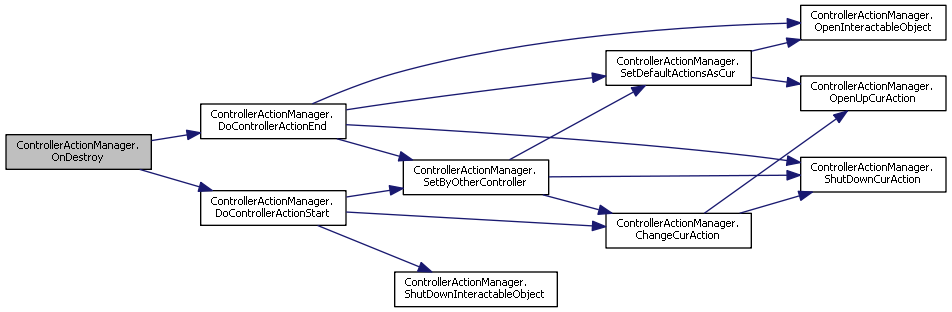 ControllerActionManager.
OnDestroy
ControllerActionManager.
DoControllerActionEnd
ControllerActionManager.
DoControllerActionStart
ControllerActionManager.
SetByOtherController
ControllerActionManager.
ShutDownInteractableObject
ControllerActionManager.
SetDefaultActionsAsCur
ControllerActionManager.
ChangeCurAction
ControllerActionManager.
OpenInteractableObject
ControllerActionManager.
OpenUpCurAction
ControllerActionManager.
ShutDownCurAction